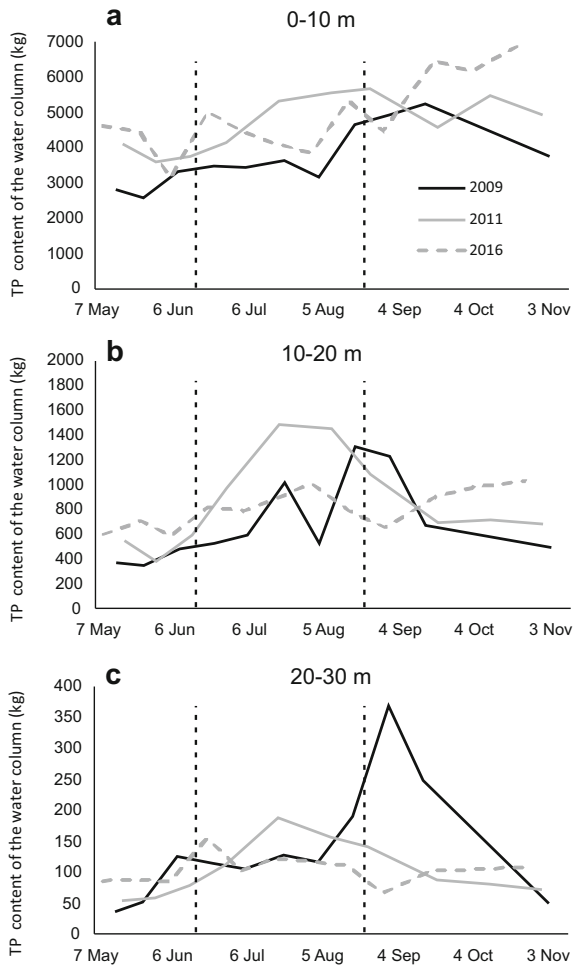 a
0-10 m
TP content of the water column (kg)
7000
6000
5000
4000
3000
2000
1000
0
2009
2011
2016
7 May 6 Jun 6 Jul 5 Aug 4 Sep 4 Oct 3 Nov
b
10-20 m
TP content of the water column (kg)
2000
1800
1600
1400
1200
1000
800
600
400
200
0
7 May 6 Jun 6 Jul 5 Aug 4 Sep 4 Oct 3 Nov
c
20-30 m
TP content of the water column (kg)
400
350
300
250
200
150
100
50
0
7 May 6 Jun 6 Jul 5 Aug 4 Sep 4 Oct 3 Nov